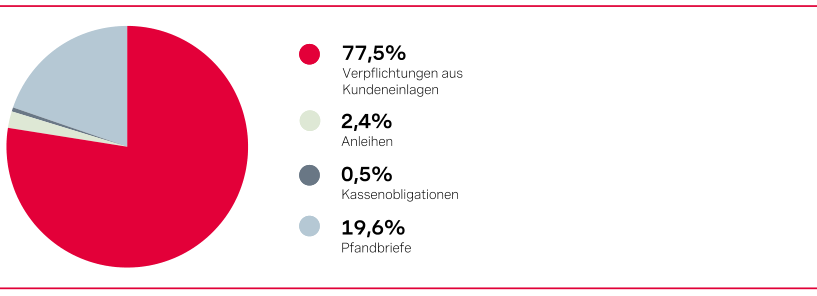 77,5%
Verpflichtungen aus
Kundeneinlagen
2,4%
Anleihen
0,5%
Kassenobligationen
19,6%
Pfandbriefe